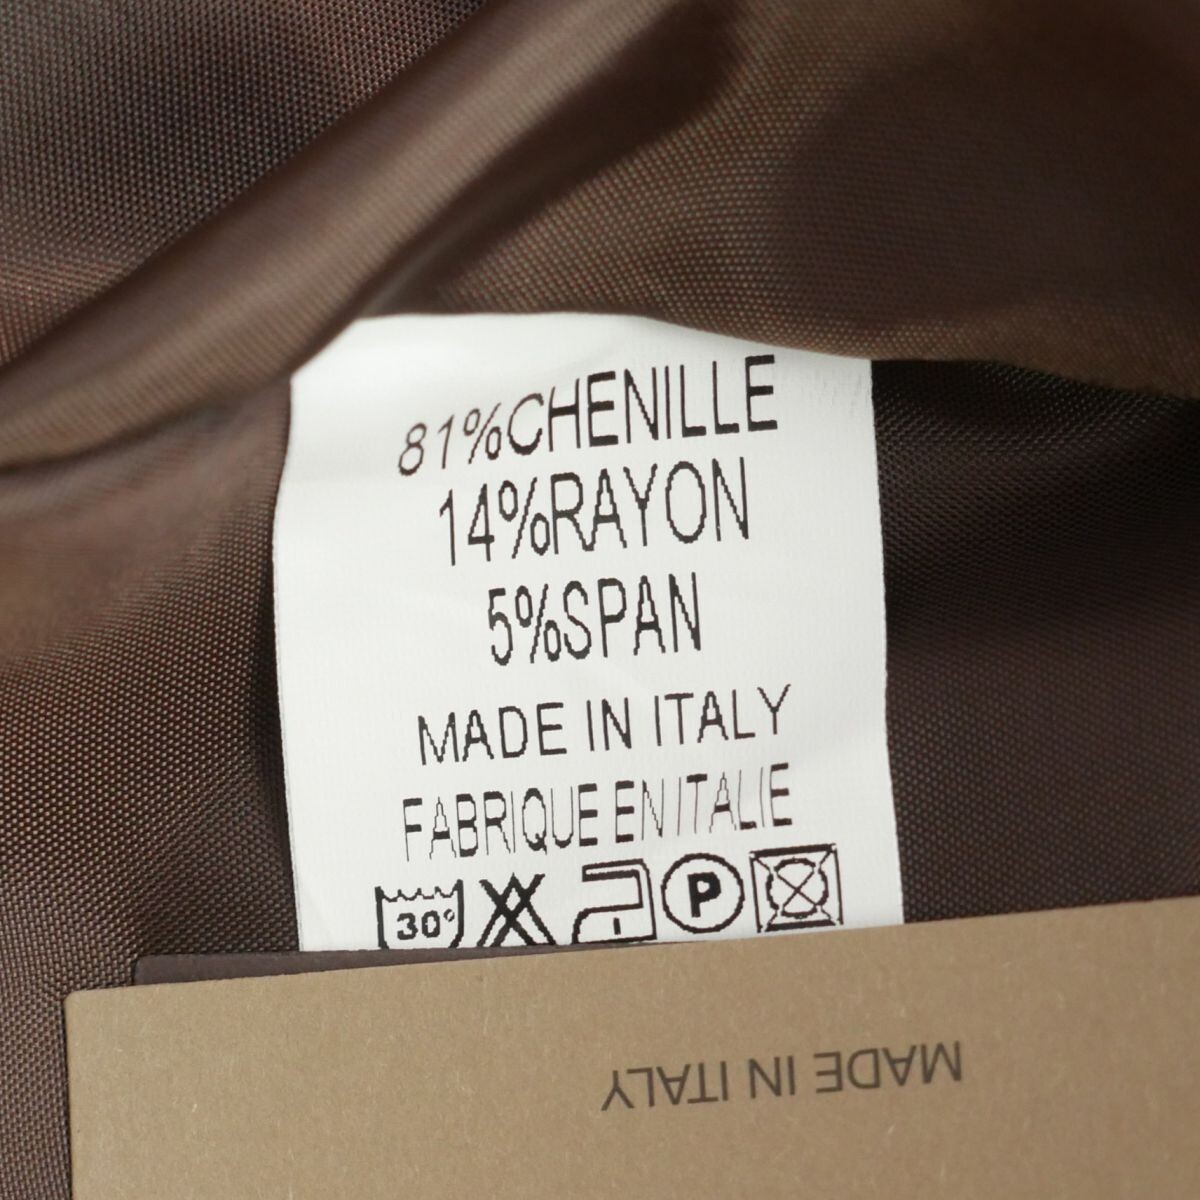 81%CHENILLE
14%RAYON
5%SPAN
MADE IN ITALY
FABRIQUE EN ITALIE
30° P
MADE IN ITALY